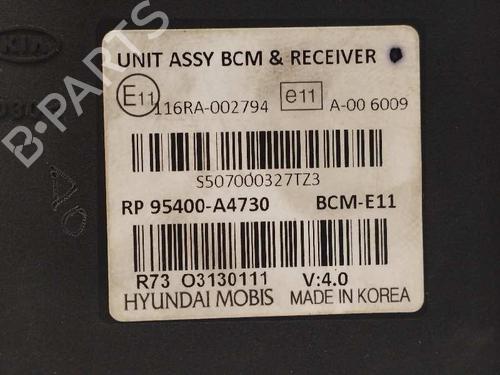 KIA
UNIT ASSY BCM & RECEIVER
E11 116RA-002794 e11 A-00 6009
S507000327TZ3
RP 95400-A4730 BCM-E11
R73 O3130111 V:4.0
HYUNDAI MOBIS MADE IN KOREA
B-PARTS